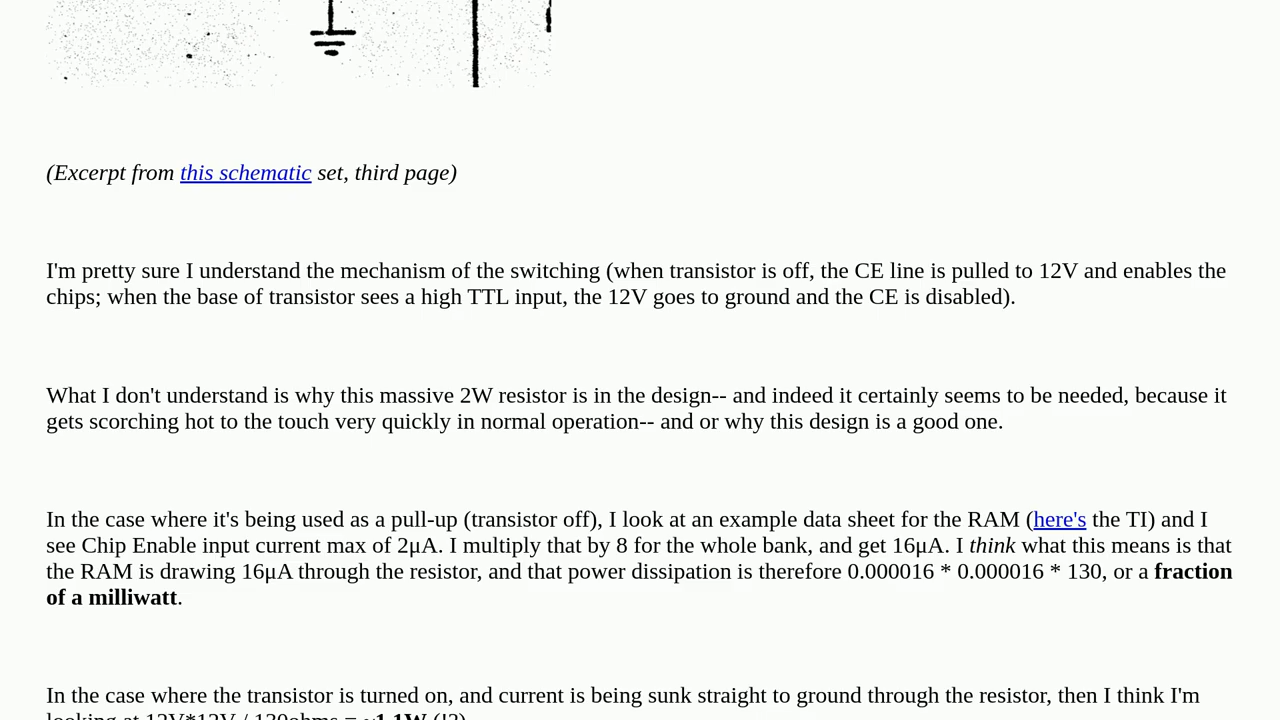 (Excerpt from this schematic set, third page)
I'm pretty sure I understand the mechanism of the switching (when transistor is off, the CE line is pulled to 12V and enables the
chips; when the base of transistor sees a high TTL input, the 12V goes to ground and the CE is disabled).
What I don't understand is why this massive 2W resistor is in the design-- and indeed it certainly seems to be needed, because it
gets scorching hot to the touch very quickly in normal operation-- and or why this design is a good one.
In the case where it's being used as a pull-up (transistor off), I look at an example data sheet for the RAM (here's the TI) and I
see Chip Enable input current max of 2μA. I multiply that by 8 for the whole bank, and get 16μA. I think what this means is that
the RAM is drawing 16μA through the resistor, and that power dissipation is therefore 0.000016 * 0.000016 * 130, or a fraction
of a milliwatt.
In the case where the transistor is turned on, and current is being sunk straight to ground through the resistor, then I think I'm
looking at 12V*12V / 130ohms = ~1.1W (!?)